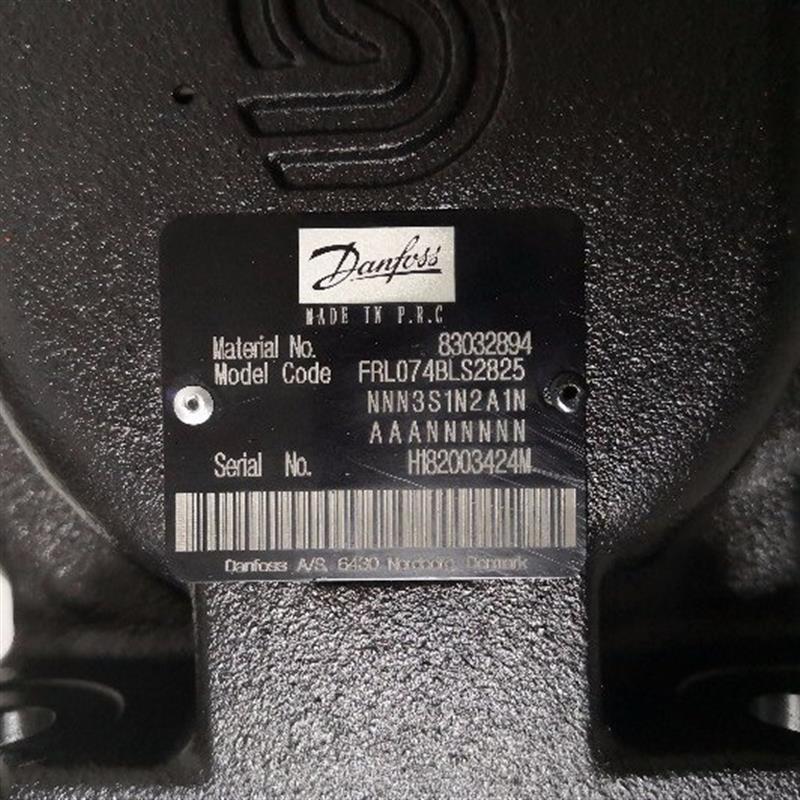 Danfoss
MADE IN P.R.C
Material No. 83032894
Model Code FRL074BLS2825
NNN3S1N2A1N
AAANNNNNN
Serial No. H182003424M
Danfoss A/S, 6430 Nordborg, Denmark